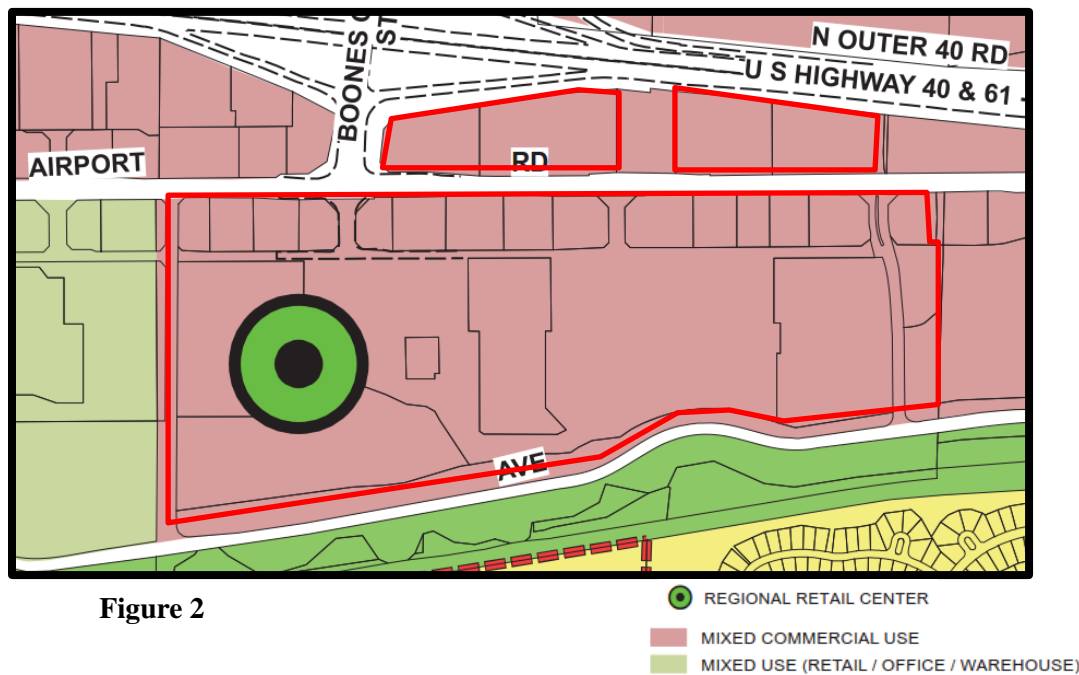 N OUTER 40 RD
U S HIGHWAY 40 & 61
BOONES
ST
AIRPORT
RD
AVE
Figure 2
REGIONAL RETAIL CENTER
MIXED COMMERCIAL USE
MIXED USE (RETAIL / OFFICE / WAREHOUSE)